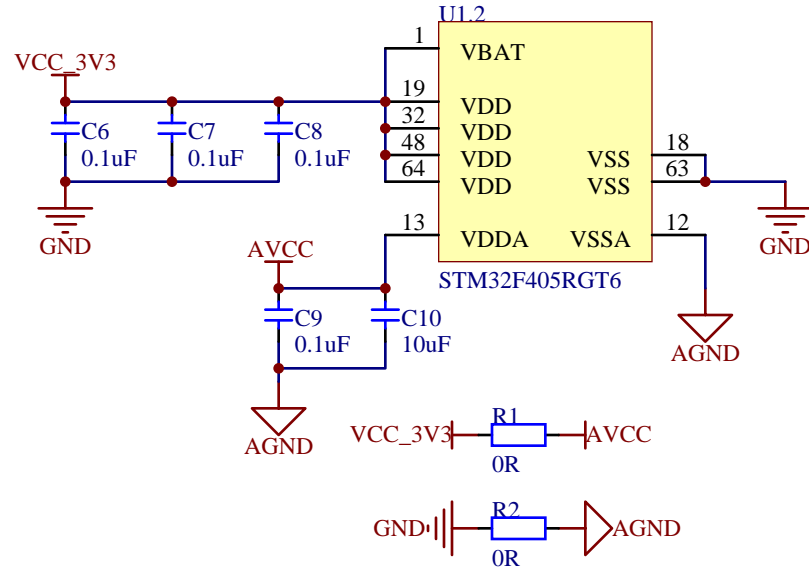 U1.2
1 VBAT
VCC_3V3
19 VDD
32 VDD
C6 C7 C8
0.1uF 0.1uF 0.1uF
48 VDD VSS 18
64 VDD VSS 63
GND
GND
13 VDDA VSSA 12
AVCC
STM32F405RGT6
C9 C10
0.1uF 10uF
AGND
AGND
R1
VCC_3V3 AVCC
0R
R2
GND AGND
0R